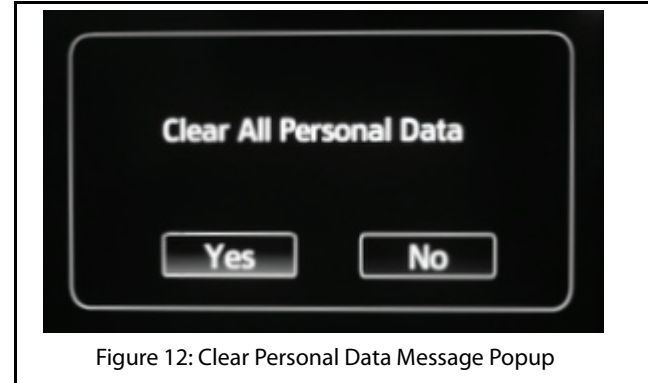 Clear All Personal Data
Yes No
Figure 12: Clear Personal Data Message Popup